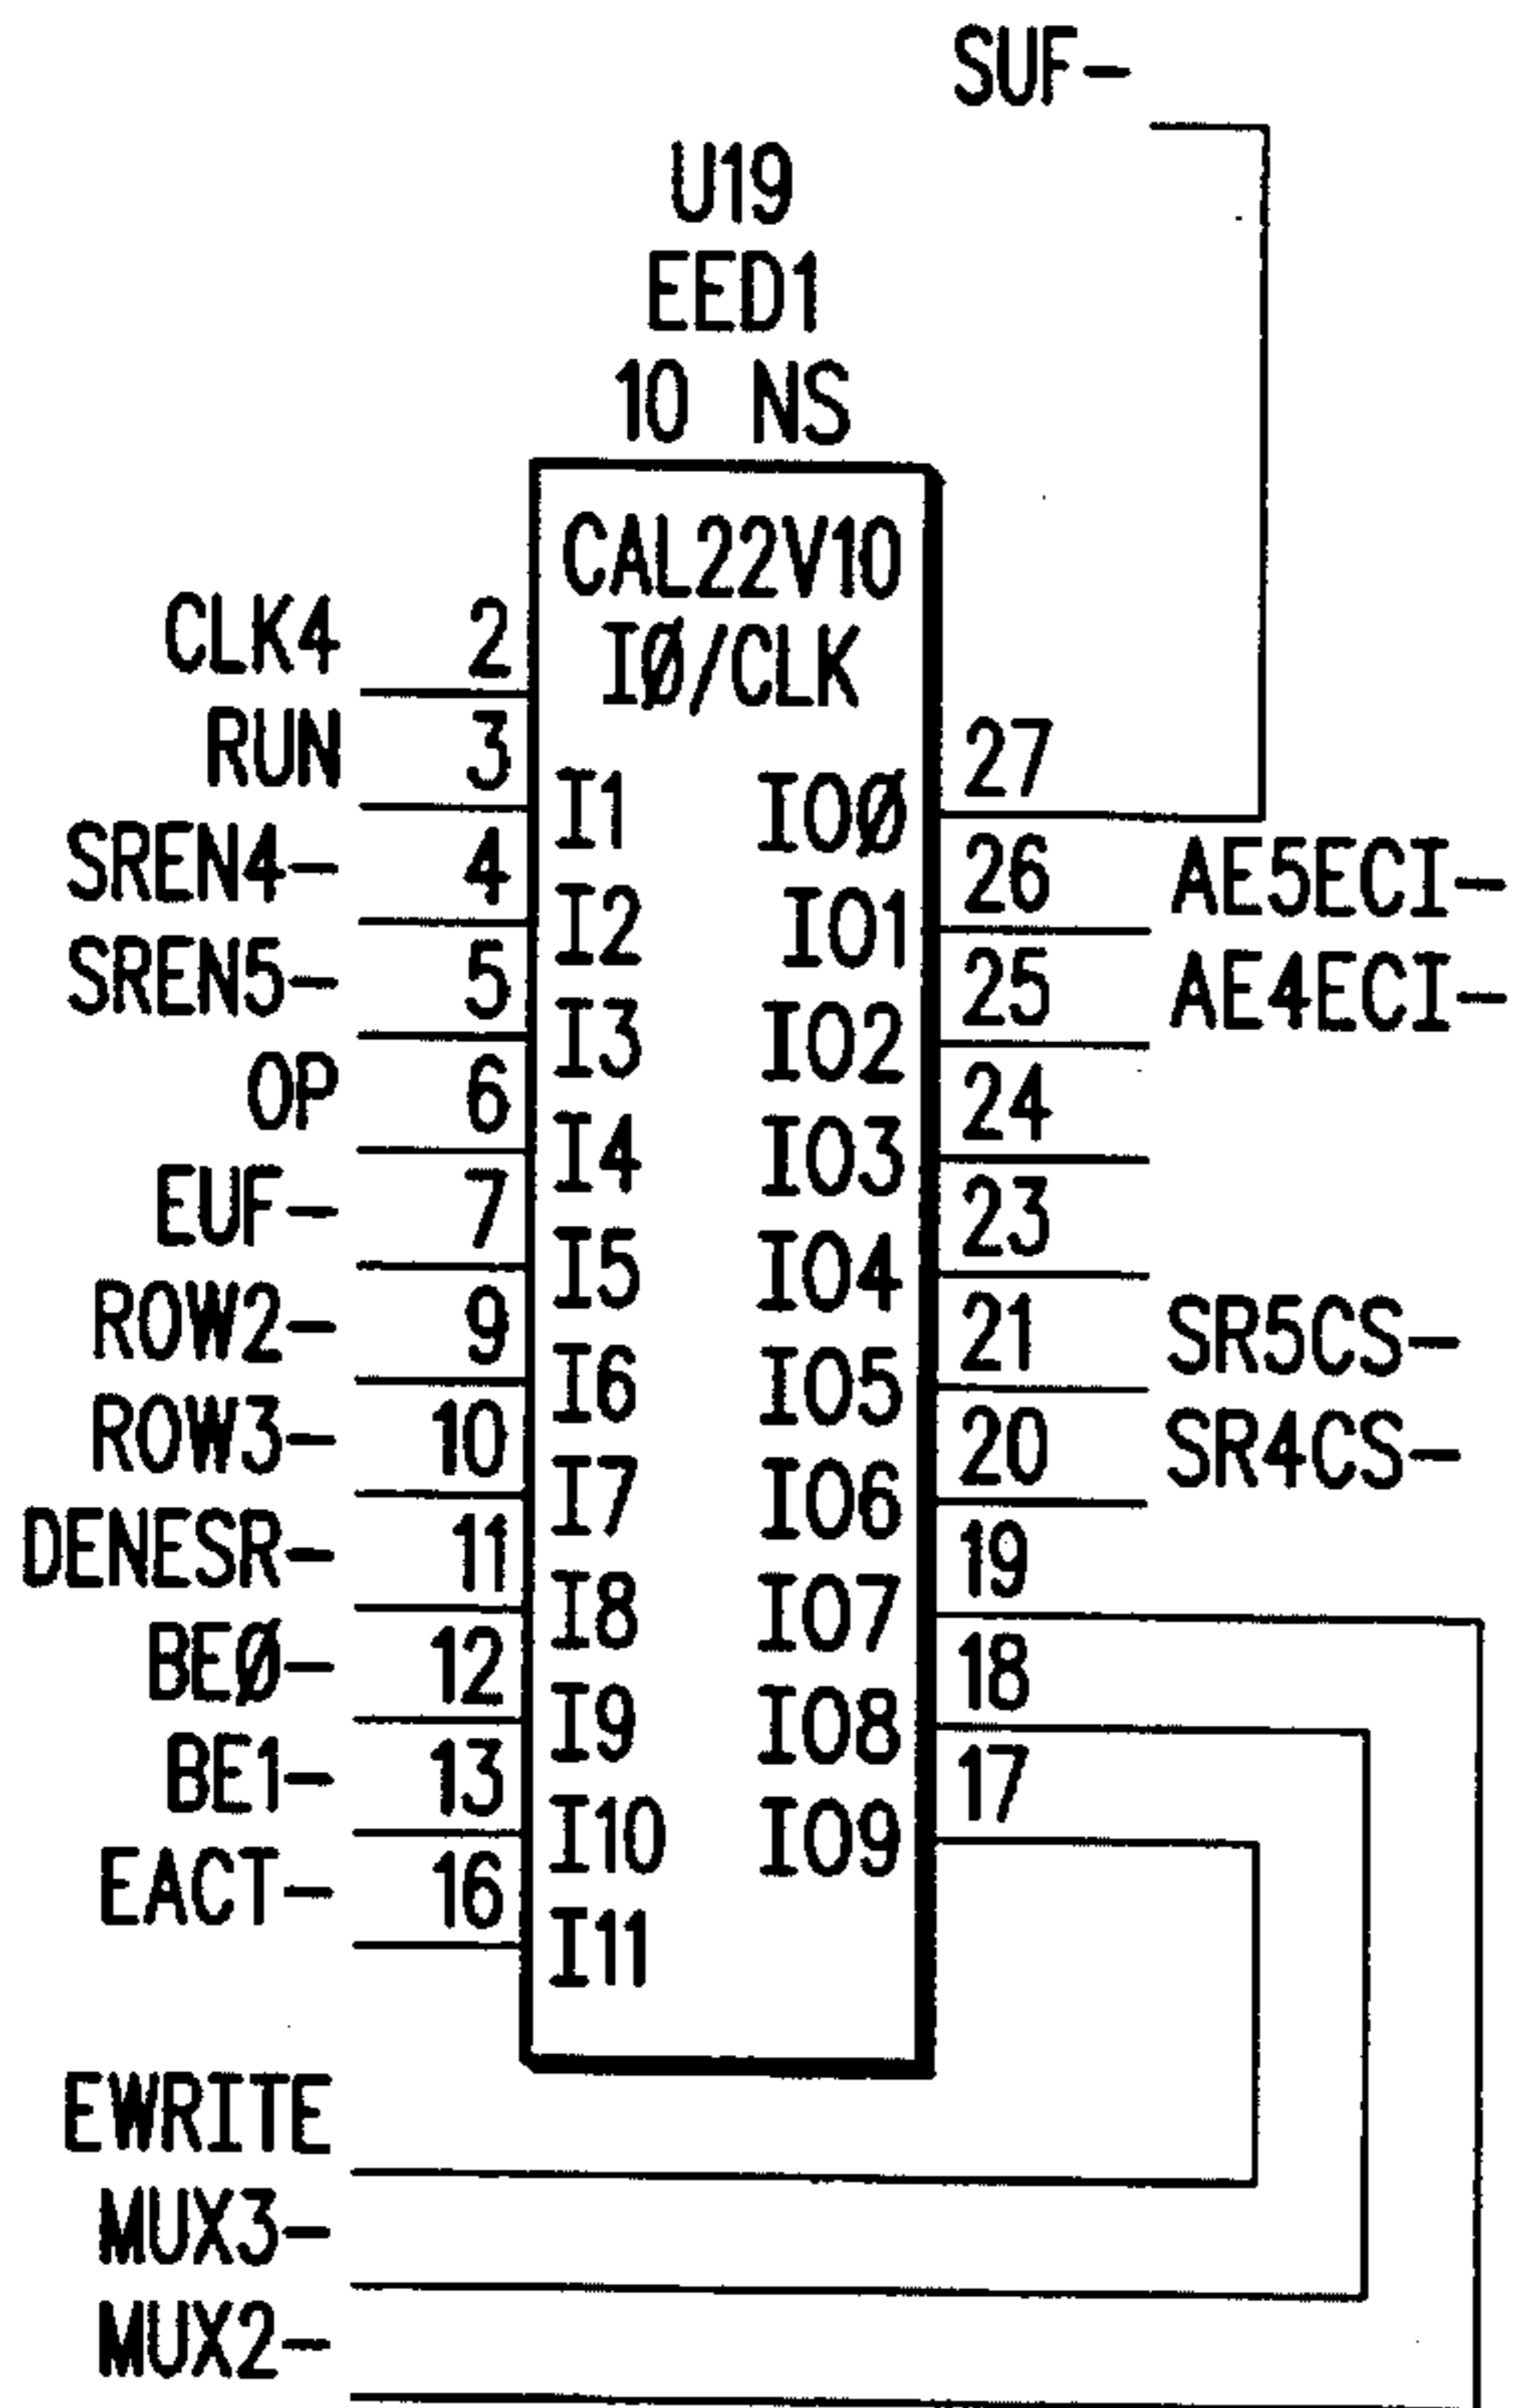 SUF-
U19
EED1
10 NS
CAL22V10
CLK4 2 IØ/CLK
RUN 3 I1 IOØ 27
SREN4- 4 I2 IO1 26 AE5ECI-
SREN5- 5 I3 IO2 25 AE4ECI-
OP 6 I4 IO3 24
EUF- 7 I5 IO4 23
ROW2- 9 I6 IO5 21 SR5CS-
ROW3- 10 I7 IO6 20 SR4CS-
DENESR- 11 I8 IO7 19
BEØ- 12 I9 IO8 18
BE1- 13 I10 IO9 17
EACT- 16 I11
EWRITE
MUX3-
MUX2-